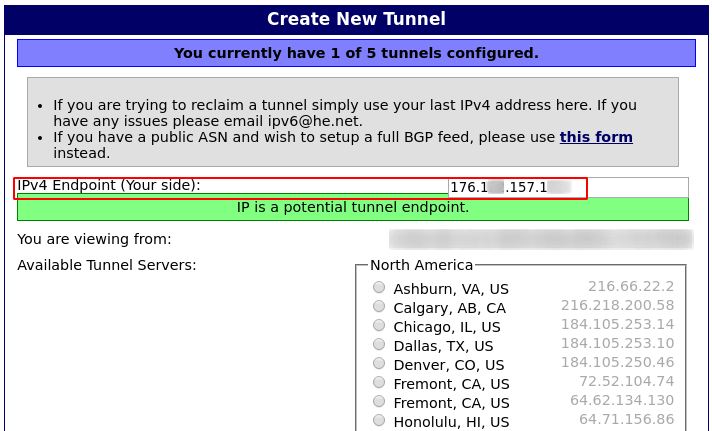 Create New Tunnel
You currently have 1 of 5 tunnels configured.
• If you are trying to reclaim a tunnel simply use your last IPv4 address here. If you
have any issues please email ipv6@he.net.
• If you have a public ASN and wish to setup a full BGP feed, please use this form
instead.
IPv4 Endpoint (Your side): 176.1 .157.1
IP is a potential tunnel endpoint.
You are viewing from:
Available Tunnel Servers:
North America
Ashburn, VA, US 216.66.22.2
Calgary, AB, CA 216.218.200.58
Chicago, IL, US 184.105.253.14
Dallas, TX, US 184.105.253.10
Denver, CO, US 184.105.250.46
Fremont, CA, US 72.52.104.74
Fremont, CA, US 64.62.134.130
Honolulu, HI, US 64.71.156.86